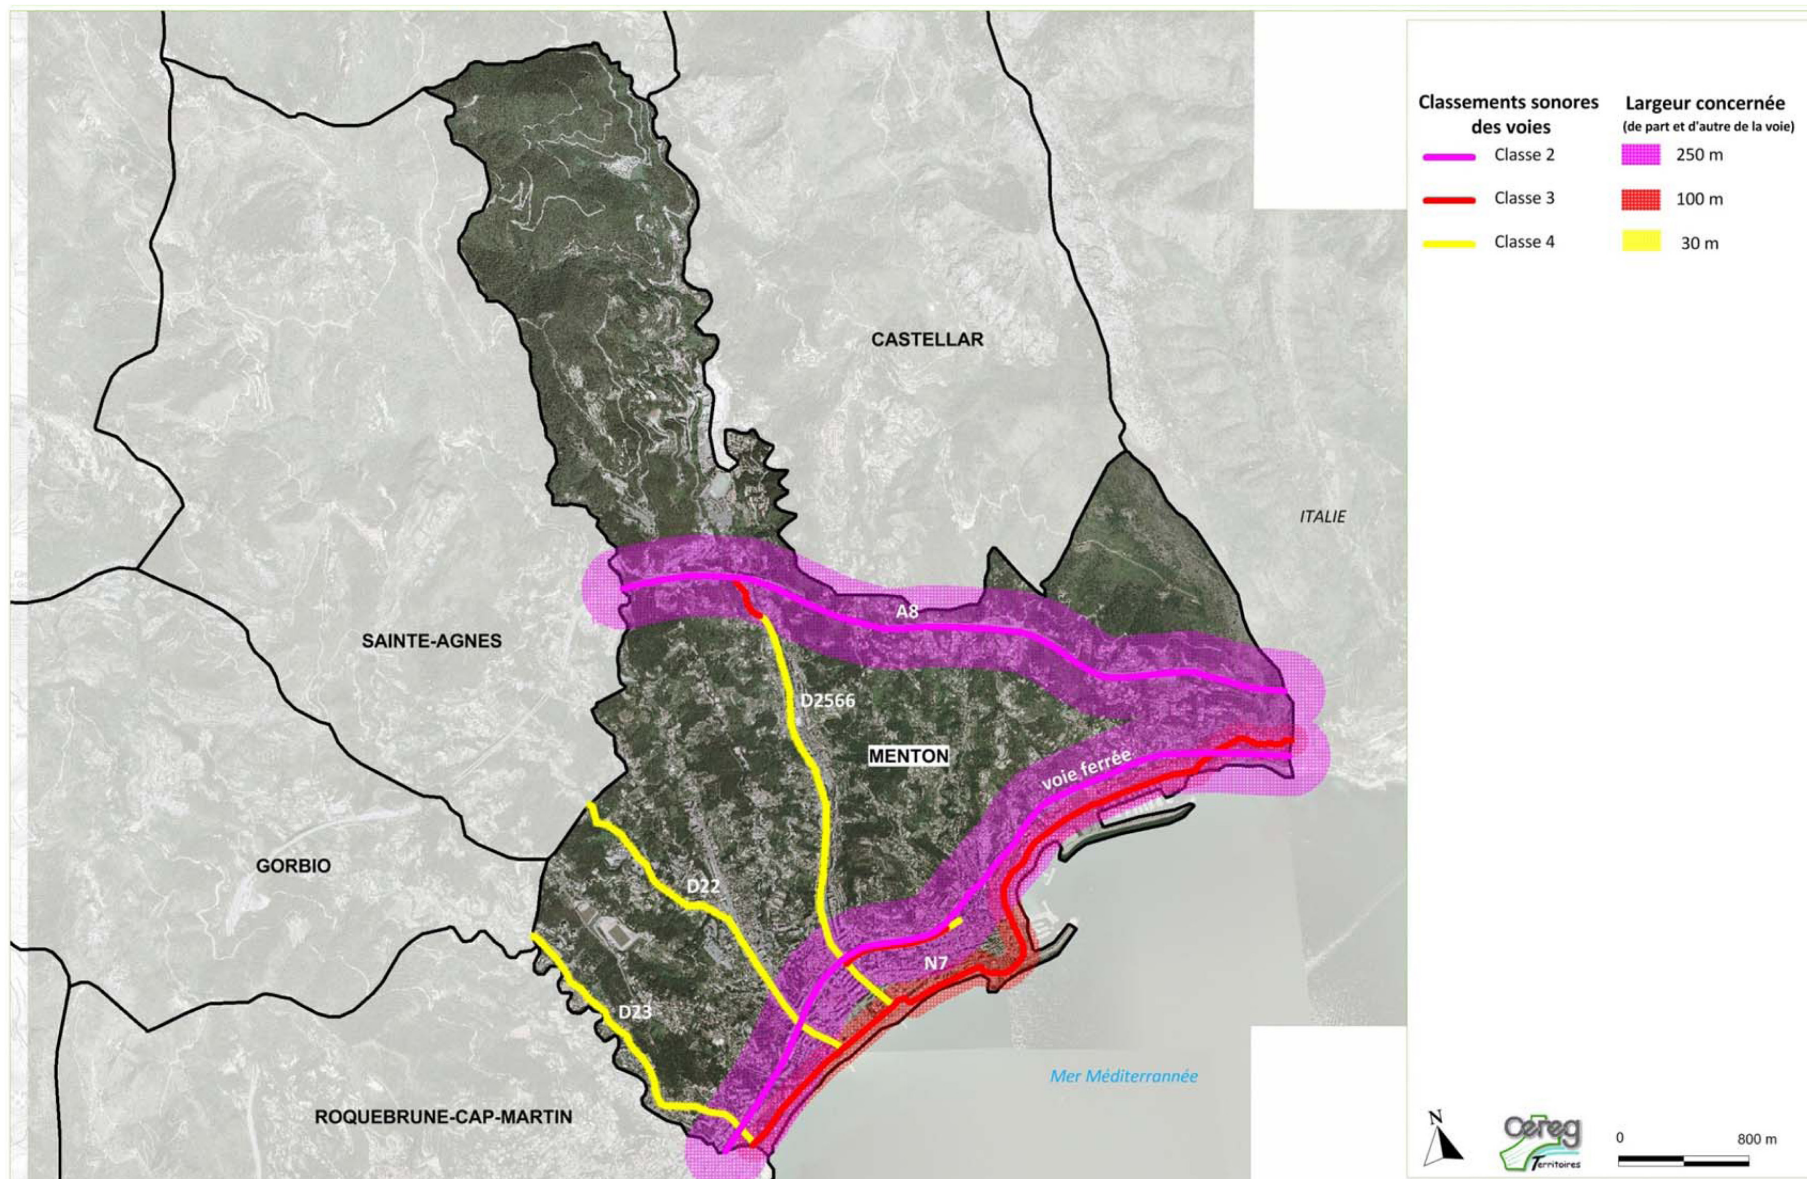 Classements sonores
des voies
Largeur concernée
(de part et d'autre de la voie)
Classe 2
250 m
Classe 3
100 m
Classe 4
30 m
CASTELLAR
ITALIE
A8
SAINTE-AGNES
D2566
MENTON
voie ferrée
GORBIO
D22
N7
D23
Mer Méditerrannée
ROQUEBRUNE-CAP-MARTIN
N
Cereg
Territoires
0
800 m